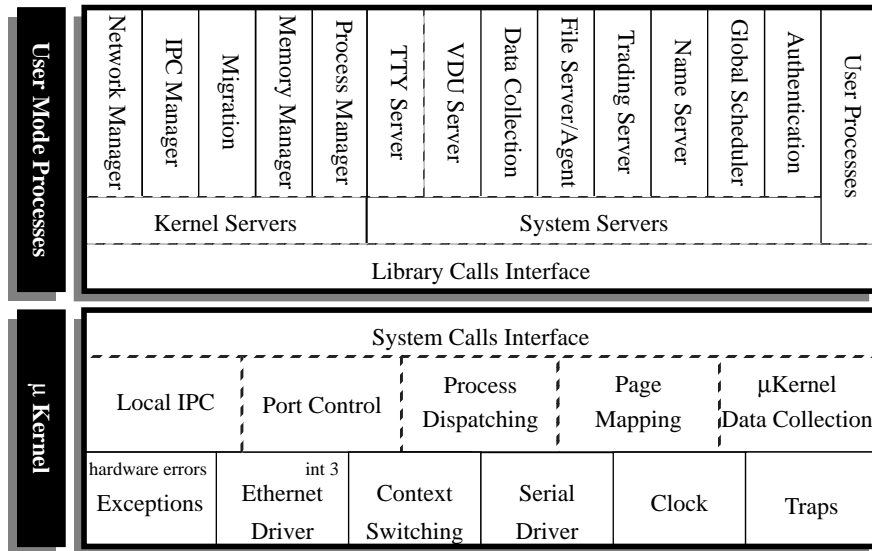 User Mode Processes
Network Manager
IPC Manager
Migration
Memory Manager
Process Manager
TTY Server
VDU Server
Data Collection
File Server/Agent
Trading Server
Name Server
Global Scheduler
Authentication
User Processes
Kernel Servers
System Servers
Library Calls Interface
μ Kernel
System Calls Interface
Local IPC
Port Control
Process
Dispatching
Page
Mapping
μKernel
Data Collection
hardware errors
Exceptions
int 3
Ethernet
Driver
Context
Switching
Serial
Driver
Clock
Traps